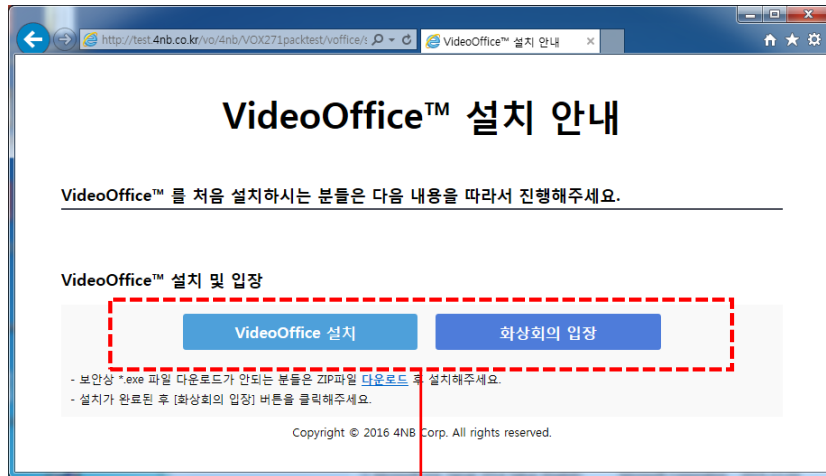 http://test.4nb.co.kr/vo/4nb/VOX271packtest/voffice/
VideoOffice™ 설치 안내
VideoOffice™ 설치 안내
VideoOffice™ 를 처음 설치하시는 분들은 다음 내용을 따라서 진행해주세요.
VideoOffice™ 설치 및 입장
VideoOffice 설치
화상회의 입장
- 보안상 *.exe 파일 다운로드가 안되는 분들은 ZIP파일 다운로드 후 설치해주세요.
- 설치가 완료된 후 [화상회의 입장] 버튼을 클릭해주세요.
Copyright © 2016 4NB Corp. All rights reserved.